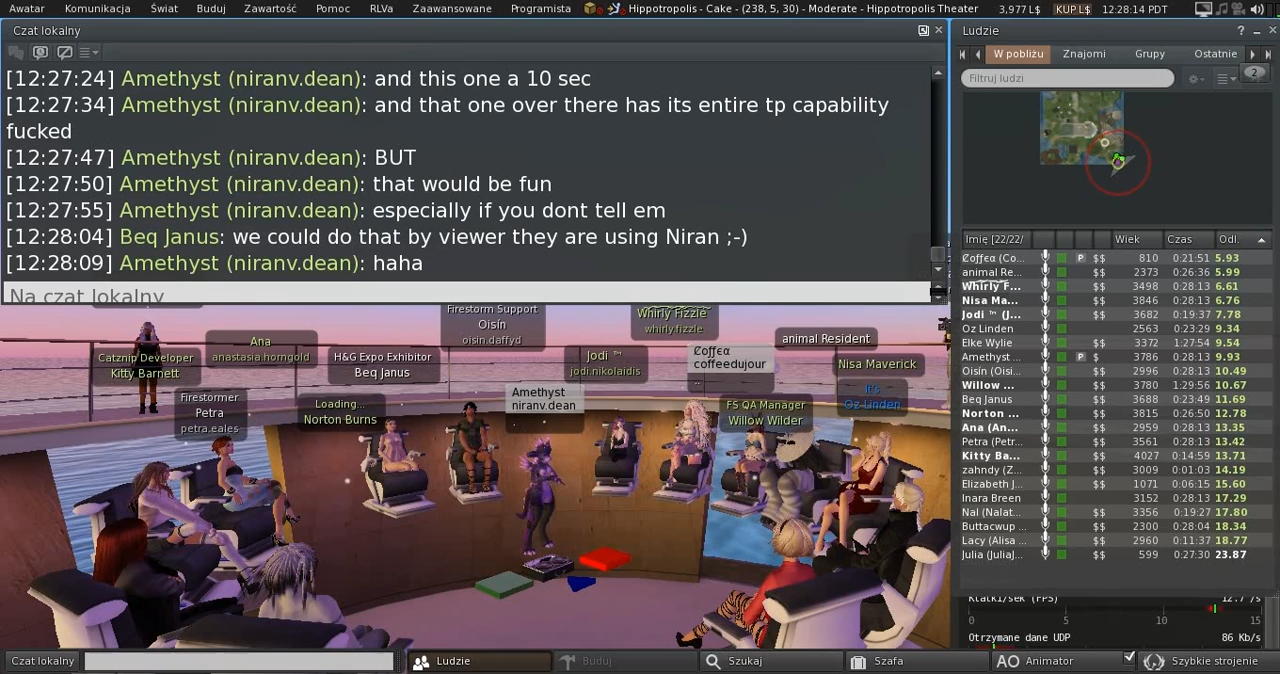 Awatar Komunikacja Świat Buduj Zawartość Pomoc RLVa Zaawansowane Programista Hippotropolis - Cake - (238, 5, 30) - Moderate - Hippotropolis Theater 3,977 L$ KUP L$ 12:28:14 PDT
Czat lokalny
[12:27:24] Amethyst (niranv.dean): and this one a 10 sec
[12:27:34] Amethyst (niranv.dean): and that one over there has its entire tp capability
fucked
[12:27:47] Amethyst (niranv.dean): BUT
[12:27:50] Amethyst (niranv.dean): that would be fun
[12:27:55] Amethyst (niranv.dean): especially if you dont tell em
[12:28:04] Beq Janus: we could do that by viewer they are using Niran ;-)
[12:28:09] Amethyst (niranv.dean): haha
Na czat lokalny
Firestorm Support
Oisin
oisin.daffyd
Whirly Fizzle
whirly.fizzle
animal Resident
Catznip Developer
Kitty Barnett
Ana
anastasia.horngold
H&G Expo Exhibitor
Beq Janus
Jodi ™
jodi.nikolaidis
Coffεα
coffeedujour
Nisa Maverick
Firestormer
Petra
petra.eales
Loading...
Norton Burns
Amethyst
niranv.dean
FS QA Manager
Willow Wilder
Oz Linden
Ludzie
W pobliżu Znajomi Grupy Ostatnie
Filtruj ludzi
2
Imię [22/22/ Wiek Czas Odl.
Ȼoffεα (Co... P $$ 810 0:21:51 5.93
animal Re... $$ 2373 0:26:36 5.99
Whirly F... $$ 3498 0:28:13 6.61
Nisa Ma... $$ 3846 0:28:13 6.76
Jodi ™ (J... $$ 3682 0:19:37 7.78
Oz Linden 2563 0:23:29 9.34
Elke Wylie $$ 3372 1:27:54 9.54
Amethyst ... P $ 3786 0:28:13 9.93
Oisín (Oisi... $$ 2996 0:28:13 10.49
Willow ... $$ 3780 1:29:56 10.67
Beq Janus $$ 3688 0:23:49 11.69
Norton ... $$ 3815 0:26:50 12.78
Ana (An... $$ 2959 0:28:13 13.35
Petra (Petr... $$ 3561 0:28:13 13.42
Kitty Ba... $$ 4027 0:14:59 13.71
zahndy (Z... $$ 3009 0:01:03 14.19
Elizabeth J... $$ 1071 0:06:15 15.60
Inara Breen 3152 0:28:13 17.29
Nal (Nalat... $$ 3356 0:19:27 17.80
Buttacwup ... $$ 2300 0:28:04 18.34
Lacy (Alisa ... $$ 2960 0:11:37 18.77
Julia (JuliaJ... $$ 599 0:27:30 23.87
Klatki/sek (FPS) 12.7 /s
0 5 10 15
Otrzymane dane UDP 86 Kb/s
Czat lokalny Ludzie Buduj Szukaj Szafa AO Animator Szybkie strojenie